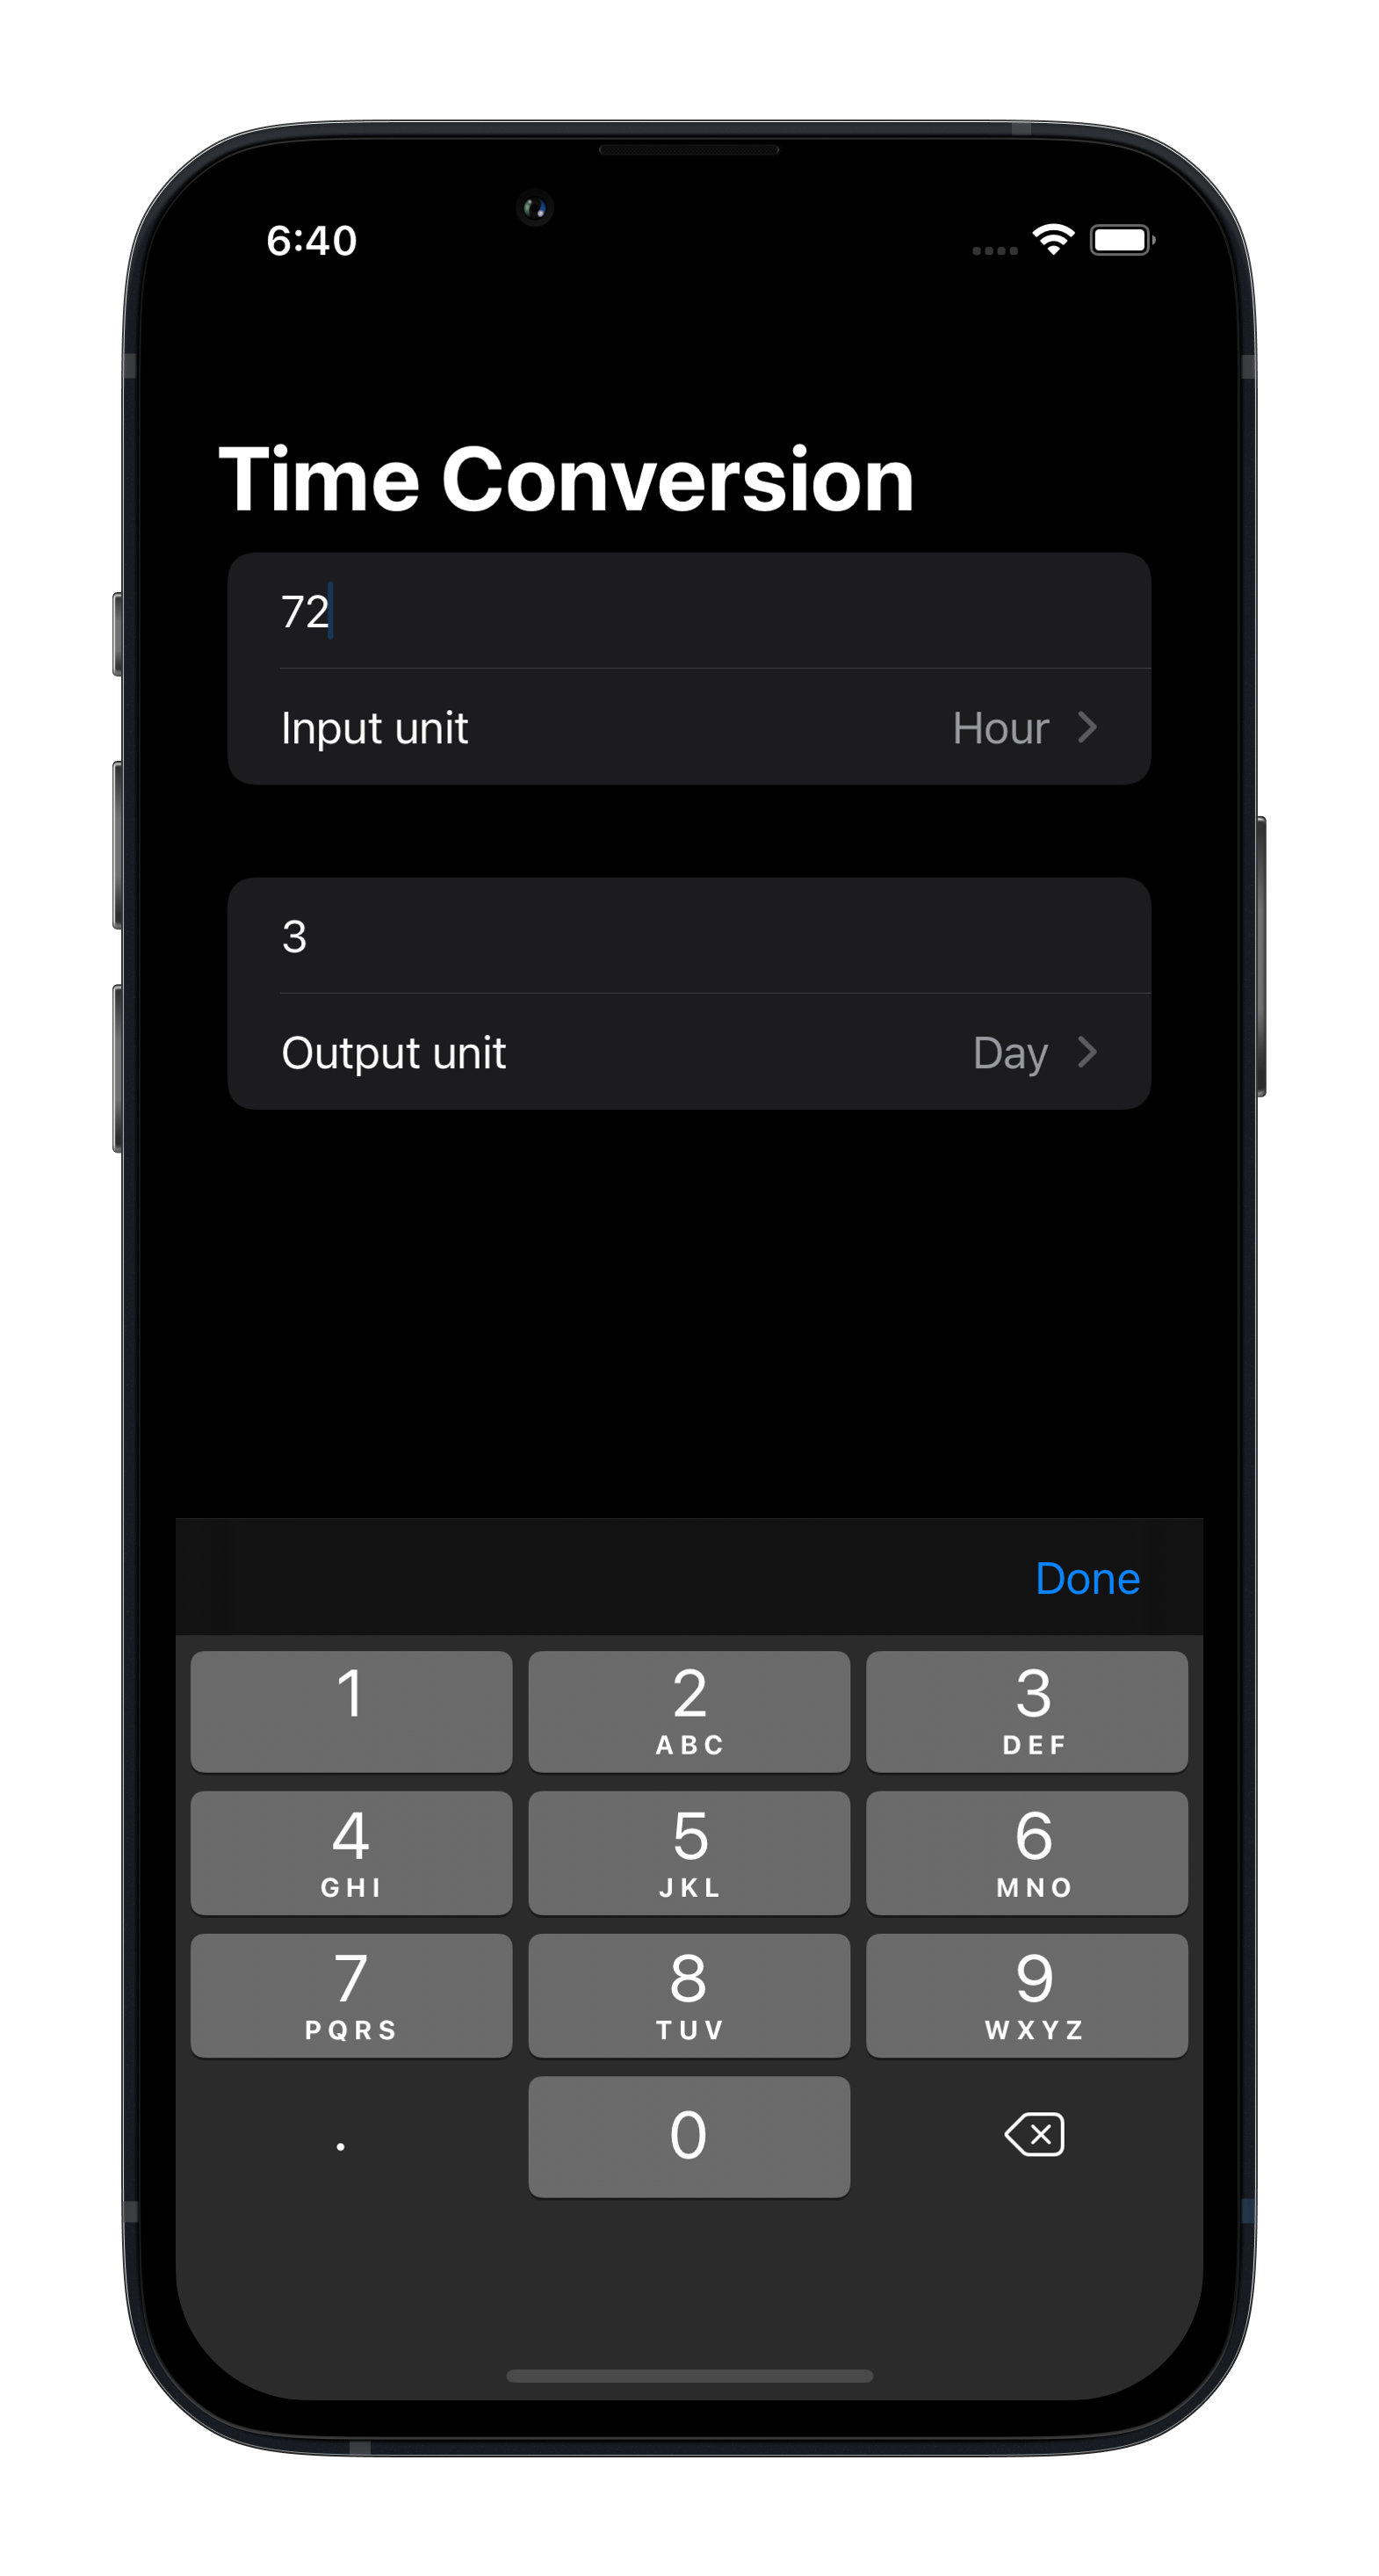 6:40
Time Conversion
72
Input unit Hour
3
Output unit Day
Done
1 2 3
ABC DEF
4 5 6
GHI JKL MNO
7 8 9
PQRS TUV WXYZ
. 0